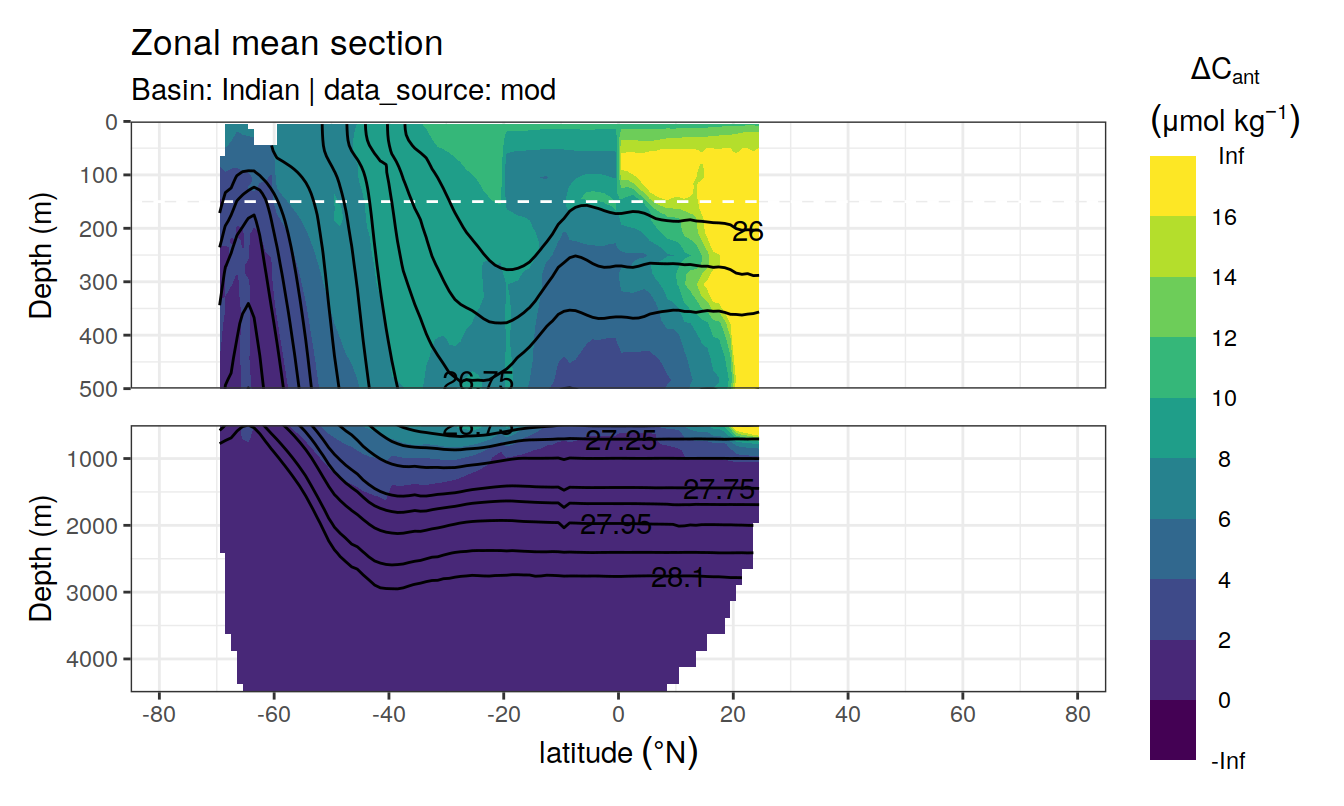 Zonal mean section
Basin: Indian | data_source: mod
ΔCant
(μmol kg−1)
Inf
16
14
12
10
8
6
4
2
0
-Inf
Depth (m)
0
100
200
300
400
500
26
26.75
Depth (m)
1000
2000
3000
4000
26.75
27.25
27.75
27.95
28.1
-80 -60 -40 -20 0 20 40 60 80
latitude (°N)